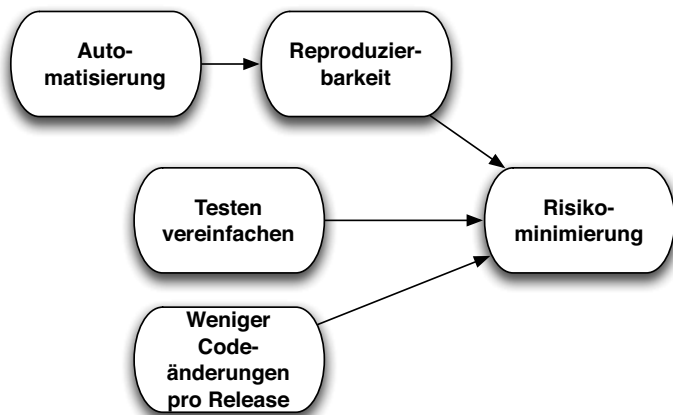 Auto-
matisierung
Reproduzier-
barkeit
Testen
vereinfachen
Risiko-
minimierung
Weniger
Code-
änderungen
pro Release